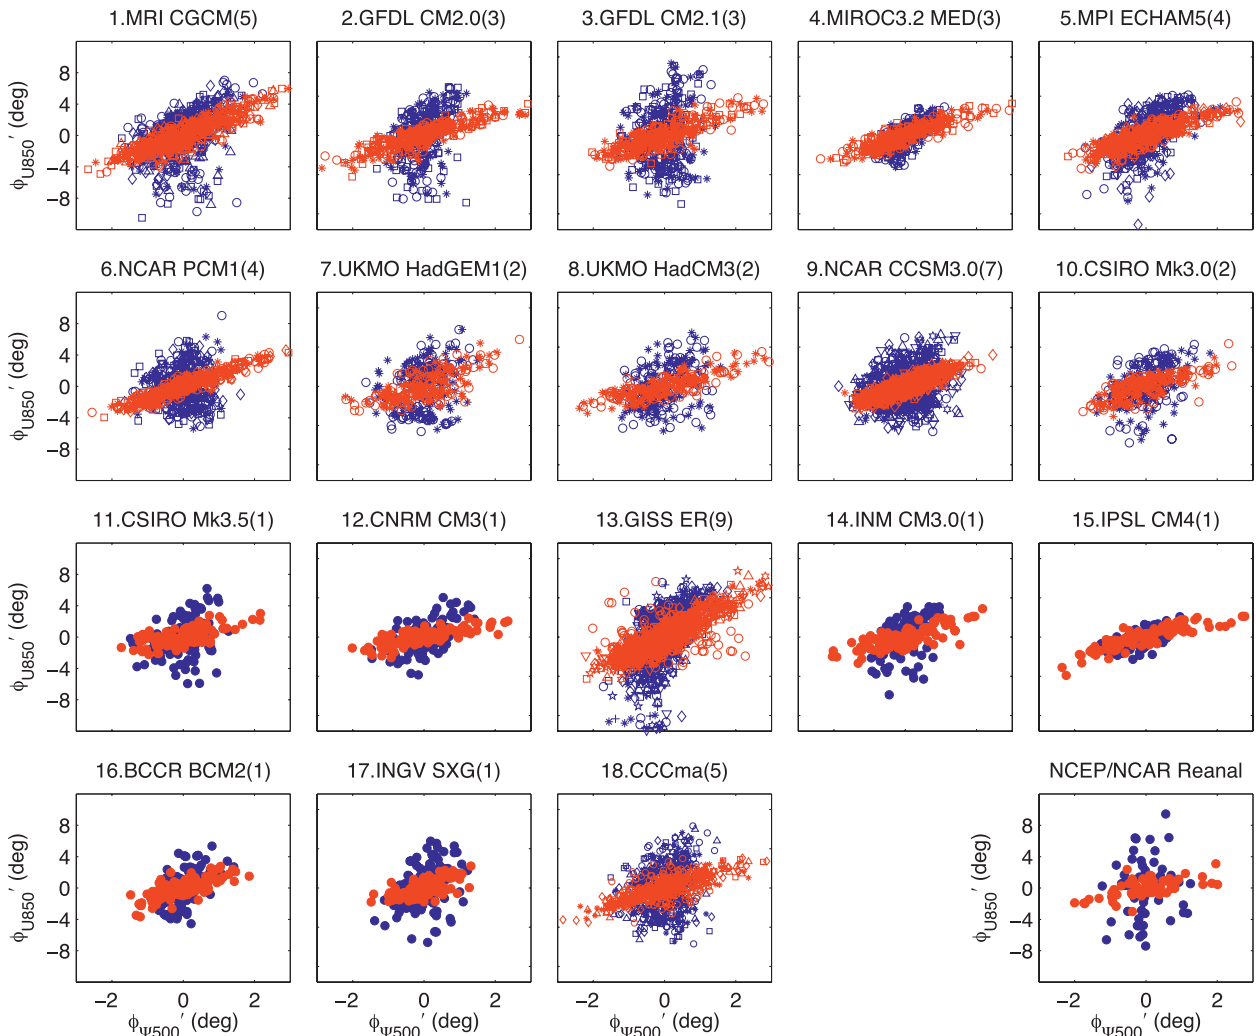 1.MRI CGCM(5) 2.GFDL CM2.0(3) 3.GFDL CM2.1(3) 4.MIROC3.2 MED(3) 5.MPI ECHAM5(4)
8
4
0
−4
−8
ϕU850′ (deg)
6.NCAR PCM1(4) 7.UKMO HadGEM1(2) 8.UKMO HadCM3(2) 9.NCAR CCSM3.0(7) 10.CSIRO Mk3.0(2)
8
4
0
−4
−8
ϕU850′ (deg)
−2 0 2
11.CSIRO Mk3.5(1) 12.CNRM CM3(1) 13.GISS ER(9) 14.INM CM3.0(1) 15.IPSL CM4(1)
8
4
0
−4
−8
ϕU850′ (deg)
16.BCCR BCM2(1) 17.INGV SXG(1) 18.CCCma(5) NCEP/NCAR Reanal
8
4
0
−4
−8
ϕU850′ (deg)
8
4
0
−4
−8
ϕU850′ (deg)
−2 0 2 −2 0 2 −2 0 2 −2 0 2
ϕΨ500′ (deg) ϕΨ500′ (deg) ϕΨ500′ (deg) ϕΨ500′ (deg)